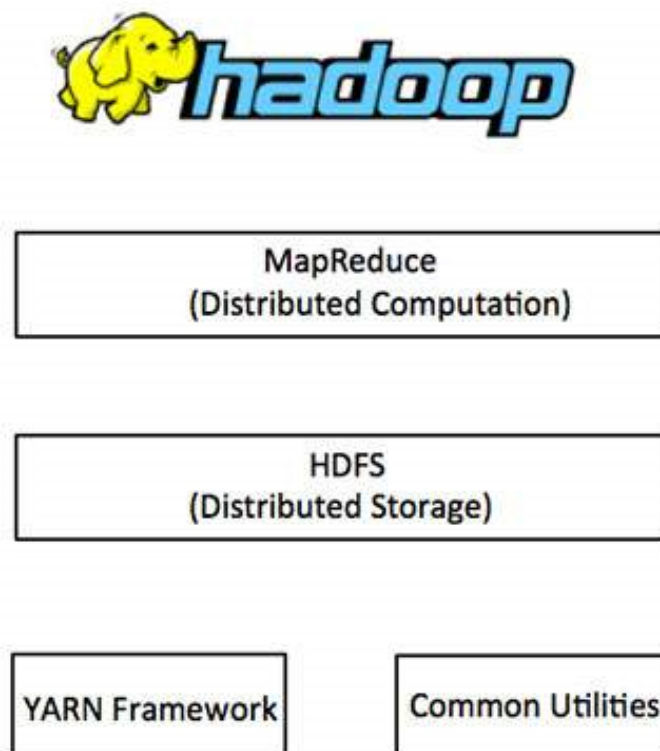 hadoop
MapReduce
(Distributed Computation)
HDFS
(Distributed Storage)
YARN Framework
Common Utilities